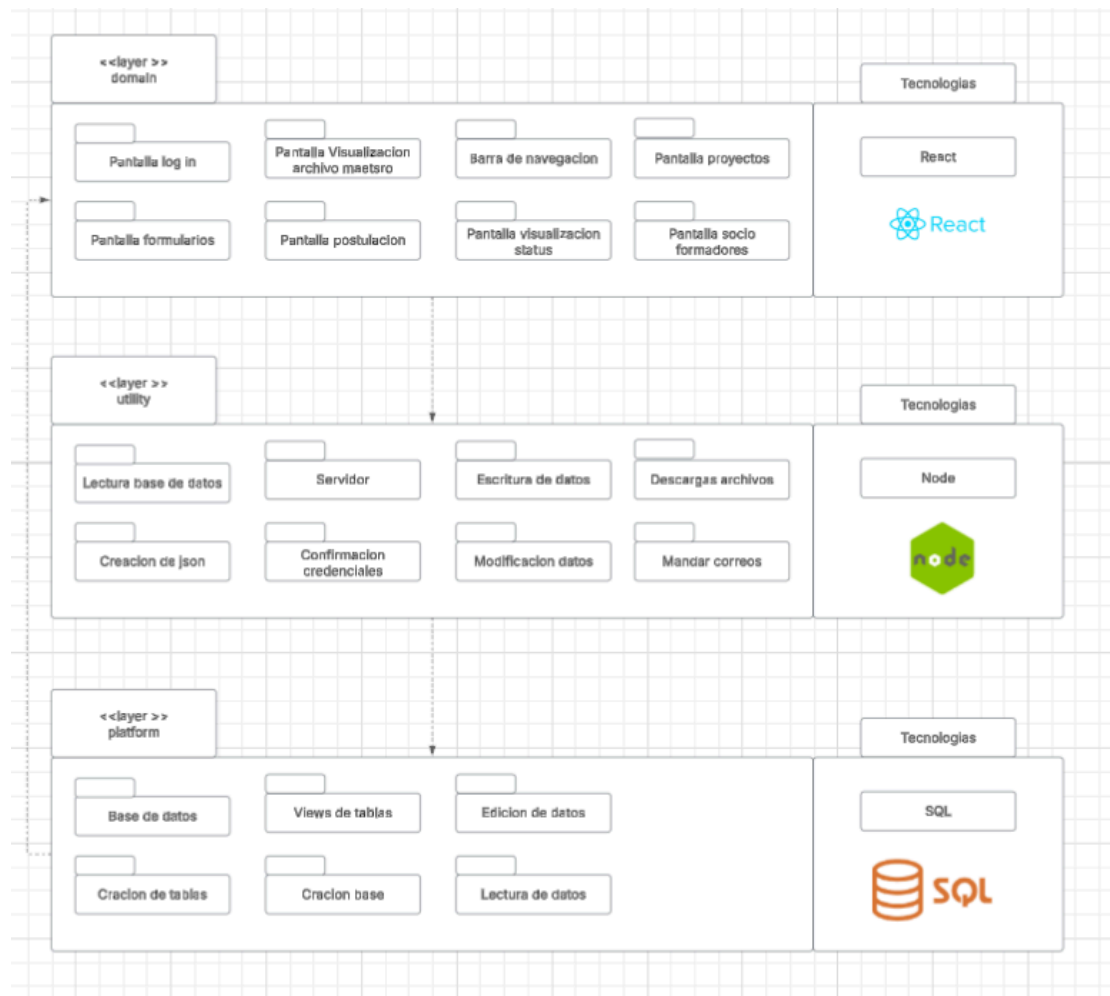 <<layer >>
domain
Tecnologias
Pantalla log in
Pantalla Visualizacion
archivo maetsro
Barra de navegacion
Pantalla proyectos
React
Pantalla formularios
Pantalla postulacion
Pantalla visualizacion
status
Pantalla socio
formadores
React
<<layer >>
utility
Tecnologias
Lectura base de datos
Servidor
Escritura de datos
Descargas archivos
Node
Creacion de json
Confirmacion
credenciales
Modificacion datos
Mandar correos
node
<<layer >>
platform
Tecnologias
Base de datos
Views de tablas
Edicion de datos
SQL
Cracion de tablas
Cracion base
Lectura de datos
SQL